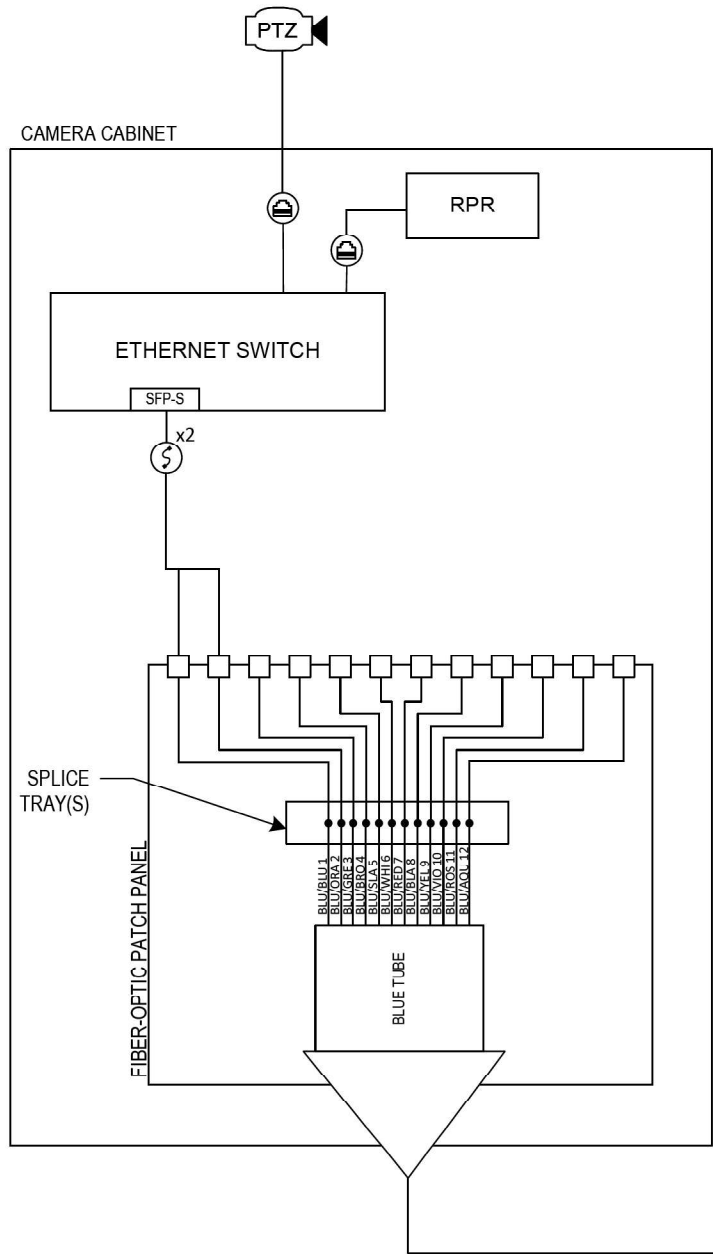 PTZ
CAMERA CABINET
RPR
ETHERNET SWITCH
SFP-S
x2
SPLICE
TRAY(S)
FIBER-OPTIC PATCH PANEL
BLU/BLU 1
BLU/ORA 2
BLU/GRE 3
BLU/BRO 4
BLU/SLA 5
BLU/WHI 6
BLU/RED 7
BLU/BLA 8
BLU/YEL 9
BLU/VIO 10
BLU/ROS 11
BLU/AQU 12
BLUE TUBE